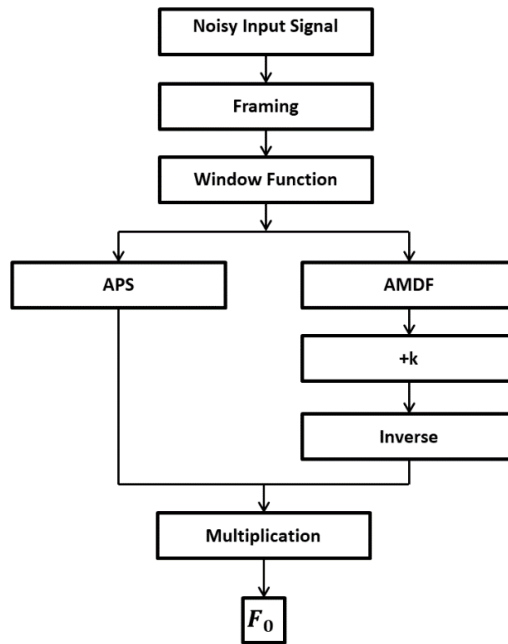 Noisy Input Signal
Framing
Window Function
APS
AMDF
+k
Inverse
Multiplication
F₀